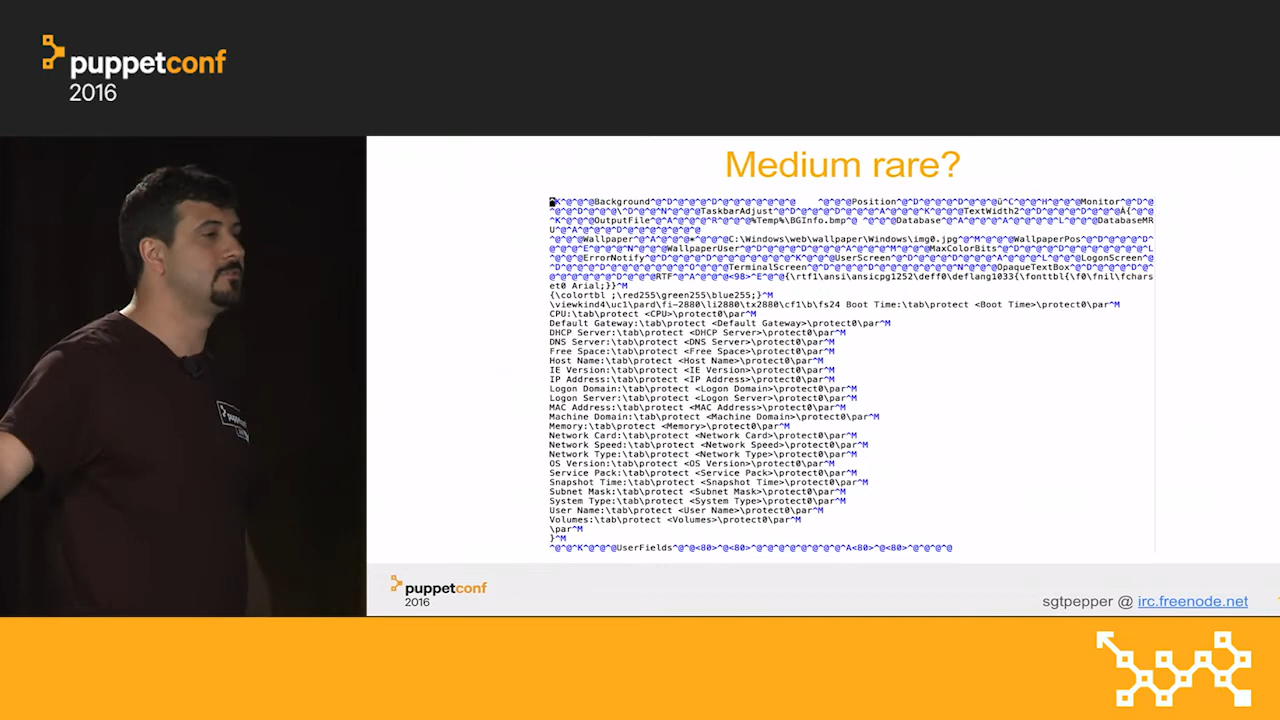 puppetconf
2016
Medium rare?
^K^@^@^@Background^@^D^@^@^@^D^@^@^@^@^@^@^@	^@^@^@Position^@^D^@^@^@^D^@^@^@^@ü^C^@^H^@^@^@Monitor^@^D^@
^@^@^D^@^@^@\^D^@^@^N^@^@^@TaskbarAdjust^@^D^@^@^@^D^@^@^@^A^@^@^@^K^@^@^@TextWidth2^@^D^@^@^@^D^@^@^@Á{^@^@
^K^@^@^@OutputFile^@^A^@^@^@^R^@^@^@%Temp%\BGInfo.bmp^@	^@^@^@Database^@^A^@^@^@^A^@^@^@^@^L^@^@^@DatabaseMR
U^@^A^@^D^@^@^@^@^@^@^@^@
^@^@^@Wallpaper^@^A^@^@^@*^@^@^@C:\Windows\web\wallpaper\Windows\img0.jpg^@^M^@^@^@WallpaperPos^@^D^@^@^@^D^
^@^@^@^E^@^@^@^N^@^@^@WallpaperUser^@^D^@^@^@^D^@^@^@^A^@^@^@^M^@^@^@MaxColorBits^@^D^@^@^@^D^@^@^@^@^@^@^@^L
^@^@^@ErrorNotify^@^D^@^@^@^D^@^@^@^@^@^@^@^K^@^@^@UserScreen^@^D^@^@^@^D^@^@^@^A^@^@^@^L^@^@^@LogonScreen^@
^D^@^@^@^D^@^@^@^@^@^@^@^O^@^@^@TerminalScreen^@^D^@^@^@^D^@^@^@^@^@^@^@^N^@^@^@OpaqueTextBox^@^D^@^@^@^D^@
^@^@^@^@^@^@^D^@^@^@RTF^@^A^@^@^@<98>^E^@^@{\rtf1\ansi\ansicpg1252\deff0\deflang1033{\fonttbl{\f0\fnil\fchars
et0 Arial;}}^M
{\colortbl ;\red255\green255\blue255;}^M
\viewkind4\uc1\pard\fi-2880\li2880\tx2880\cf1\b\fs24 Boot Time:\tab\protect <Boot Time>\protect0\par^M
CPU:\tab\protect <CPU>\protect0\par^M
Default Gateway:\tab\protect <Default Gateway>\protect0\par^M
DHCP Server:\tab\protect <DHCP Server>\protect0\par^M
DNS Server:\tab\protect <DNS Server>\protect0\par^M
Free Space:\tab\protect <Free Space>\protect0\par^M
Host Name:\tab\protect <Host Name>\protect0\par^M
IE Version:\tab\protect <IE Version>\protect0\par^M
IP Address:\tab\protect <IP Address>\protect0\par^M
Logon Domain:\tab\protect <Logon Domain>\protect0\par^M
Logon Server:\tab\protect <Logon Server>\protect0\par^M
MAC Address:\tab\protect <MAC Address>\protect0\par^M
Machine Domain:\tab\protect <Machine Domain>\protect0\par^M
Memory:\tab\protect <Memory>\protect0\par^M
Network Card:\tab\protect <Network Card>\protect0\par^M
Network Speed:\tab\protect <Network Speed>\protect0\par^M
Network Type:\tab\protect <Network Type>\protect0\par^M
OS Version:\tab\protect <OS Version>\protect0\par^M
Service Pack:\tab\protect <Service Pack>\protect0\par^M
Snapshot Time:\tab\protect <Snapshot Time>\protect0\par^M
Subnet Mask:\tab\protect <Subnet Mask>\protect0\par^M
System Type:\tab\protect <System Type>\protect0\par^M
User Name:\tab\protect <User Name>\protect0\par^M
Volumes:\tab\protect <Volumes>\protect0\par^M
\par^M
}^M
^@^@^K^@^@^@UserFields^@^@<80>^@<80>^@^@^@^@^@^@^@^@^A<80>^@<80>^@^@^@^@
puppetconf
2016
sgtpepper @ irc.freenode.net